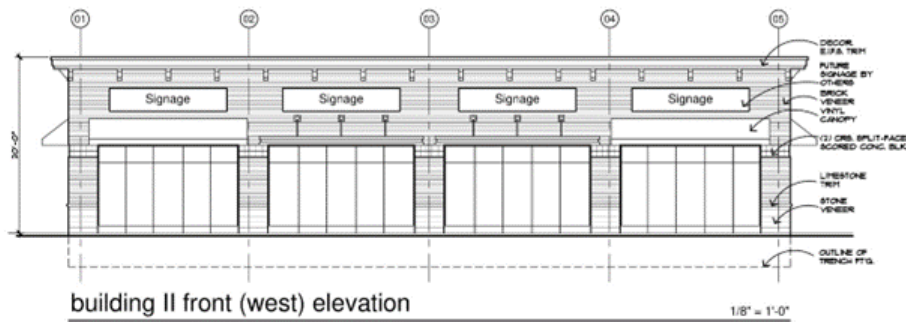 01 02 03 04 05
DECOR.
E.I.F.S. TRIM
FUTURE
SIGNAGE BY
OTHERS
BRICK
VENEER
VINYL
CANOPY
(2) CRS. SPLIT-FACE
SCORED CONC. BLK
LIMESTONE
TRIM
STONE
VENEER
OUTLINE OF
TRENCH FTG.
Signage Signage Signage Signage
20'-0"
building II front (west) elevation
1/8" = 1'-0"